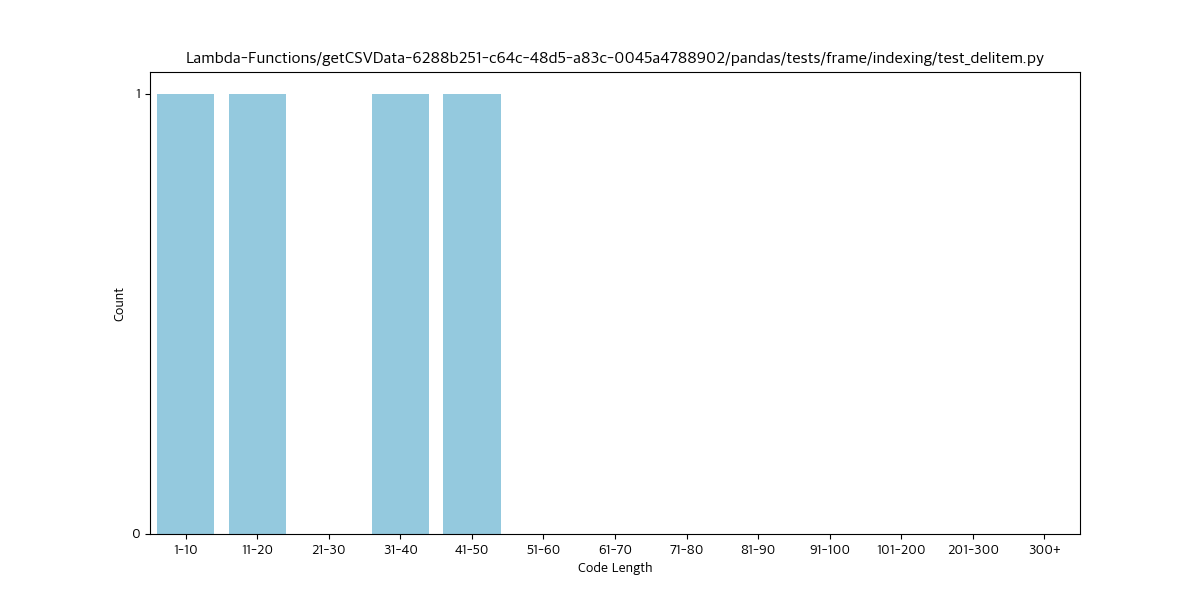 Lambda-Functions/getCSVData-6288b251-c64c-48d5-a83c-0045a4788902/pandas/tests/frame/indexing/test_delitem.py
1
Count
0
1-10 11-20 21-30 31-40 41-50 51-60 61-70 71-80 81-90 91-100 101-200 201-300 300+
Code Length